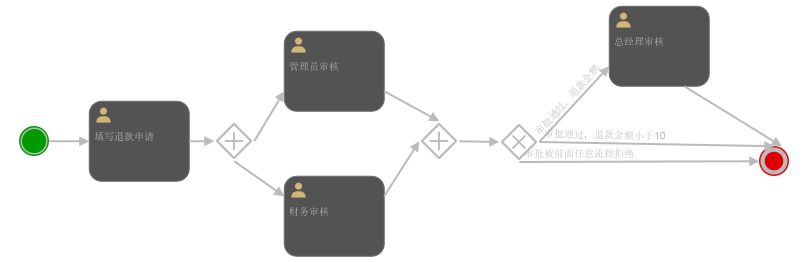 填写退款申请
管理员审核
财务审核
总经理审核
审批通过，退款金额
审批通过，退款金额小于10
审批被前面任意流程拒绝